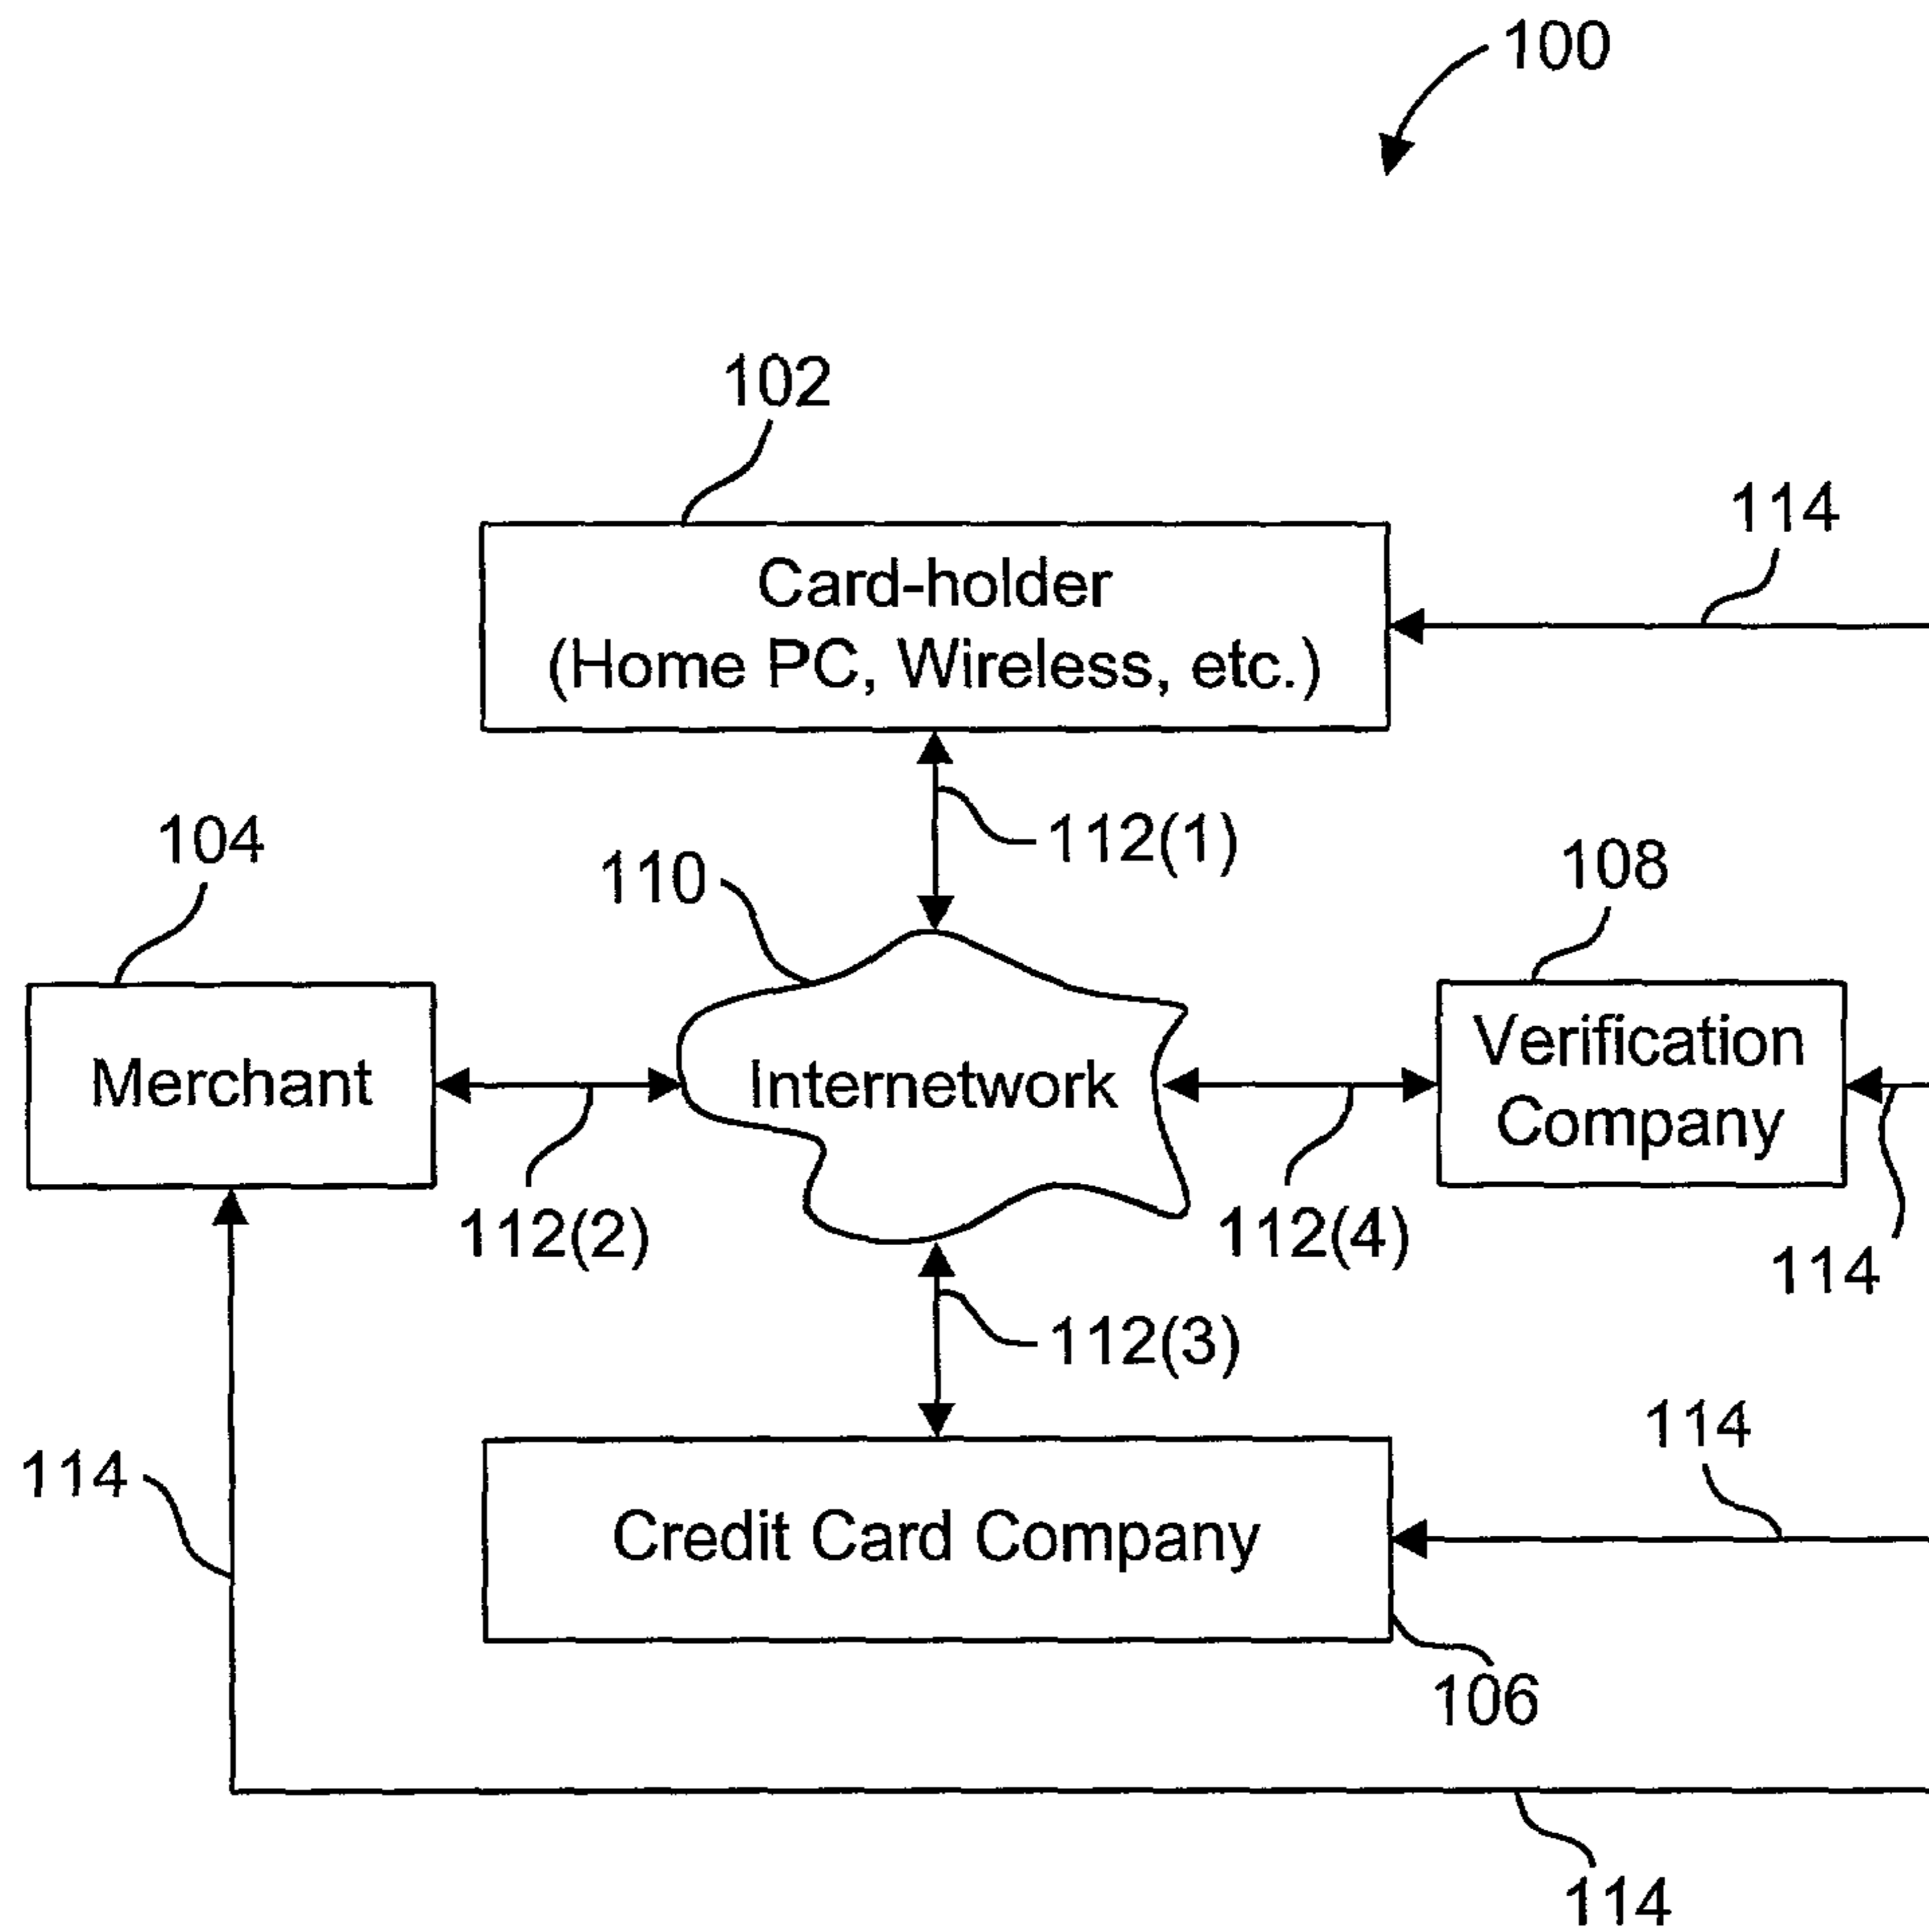 100
102
Card-holder
(Home PC, Wireless, etc.)
114
112(1)
104
110
108
Merchant
Internetwork
Verification
Company
112(2)
112(4)
114
112(3)
114
114
Credit Card Company
106
114